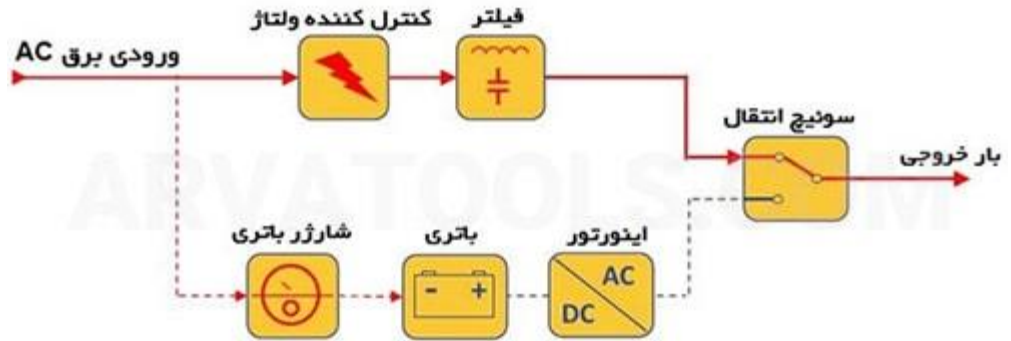 کنترل کننده ولتاژ
فیلتر
ورودی برق AC
سوئیچ انتقال
بار خروجی
ARVATOOLS.COM
شارژر باتری
باتری
اینورتور
- +
AC
DC